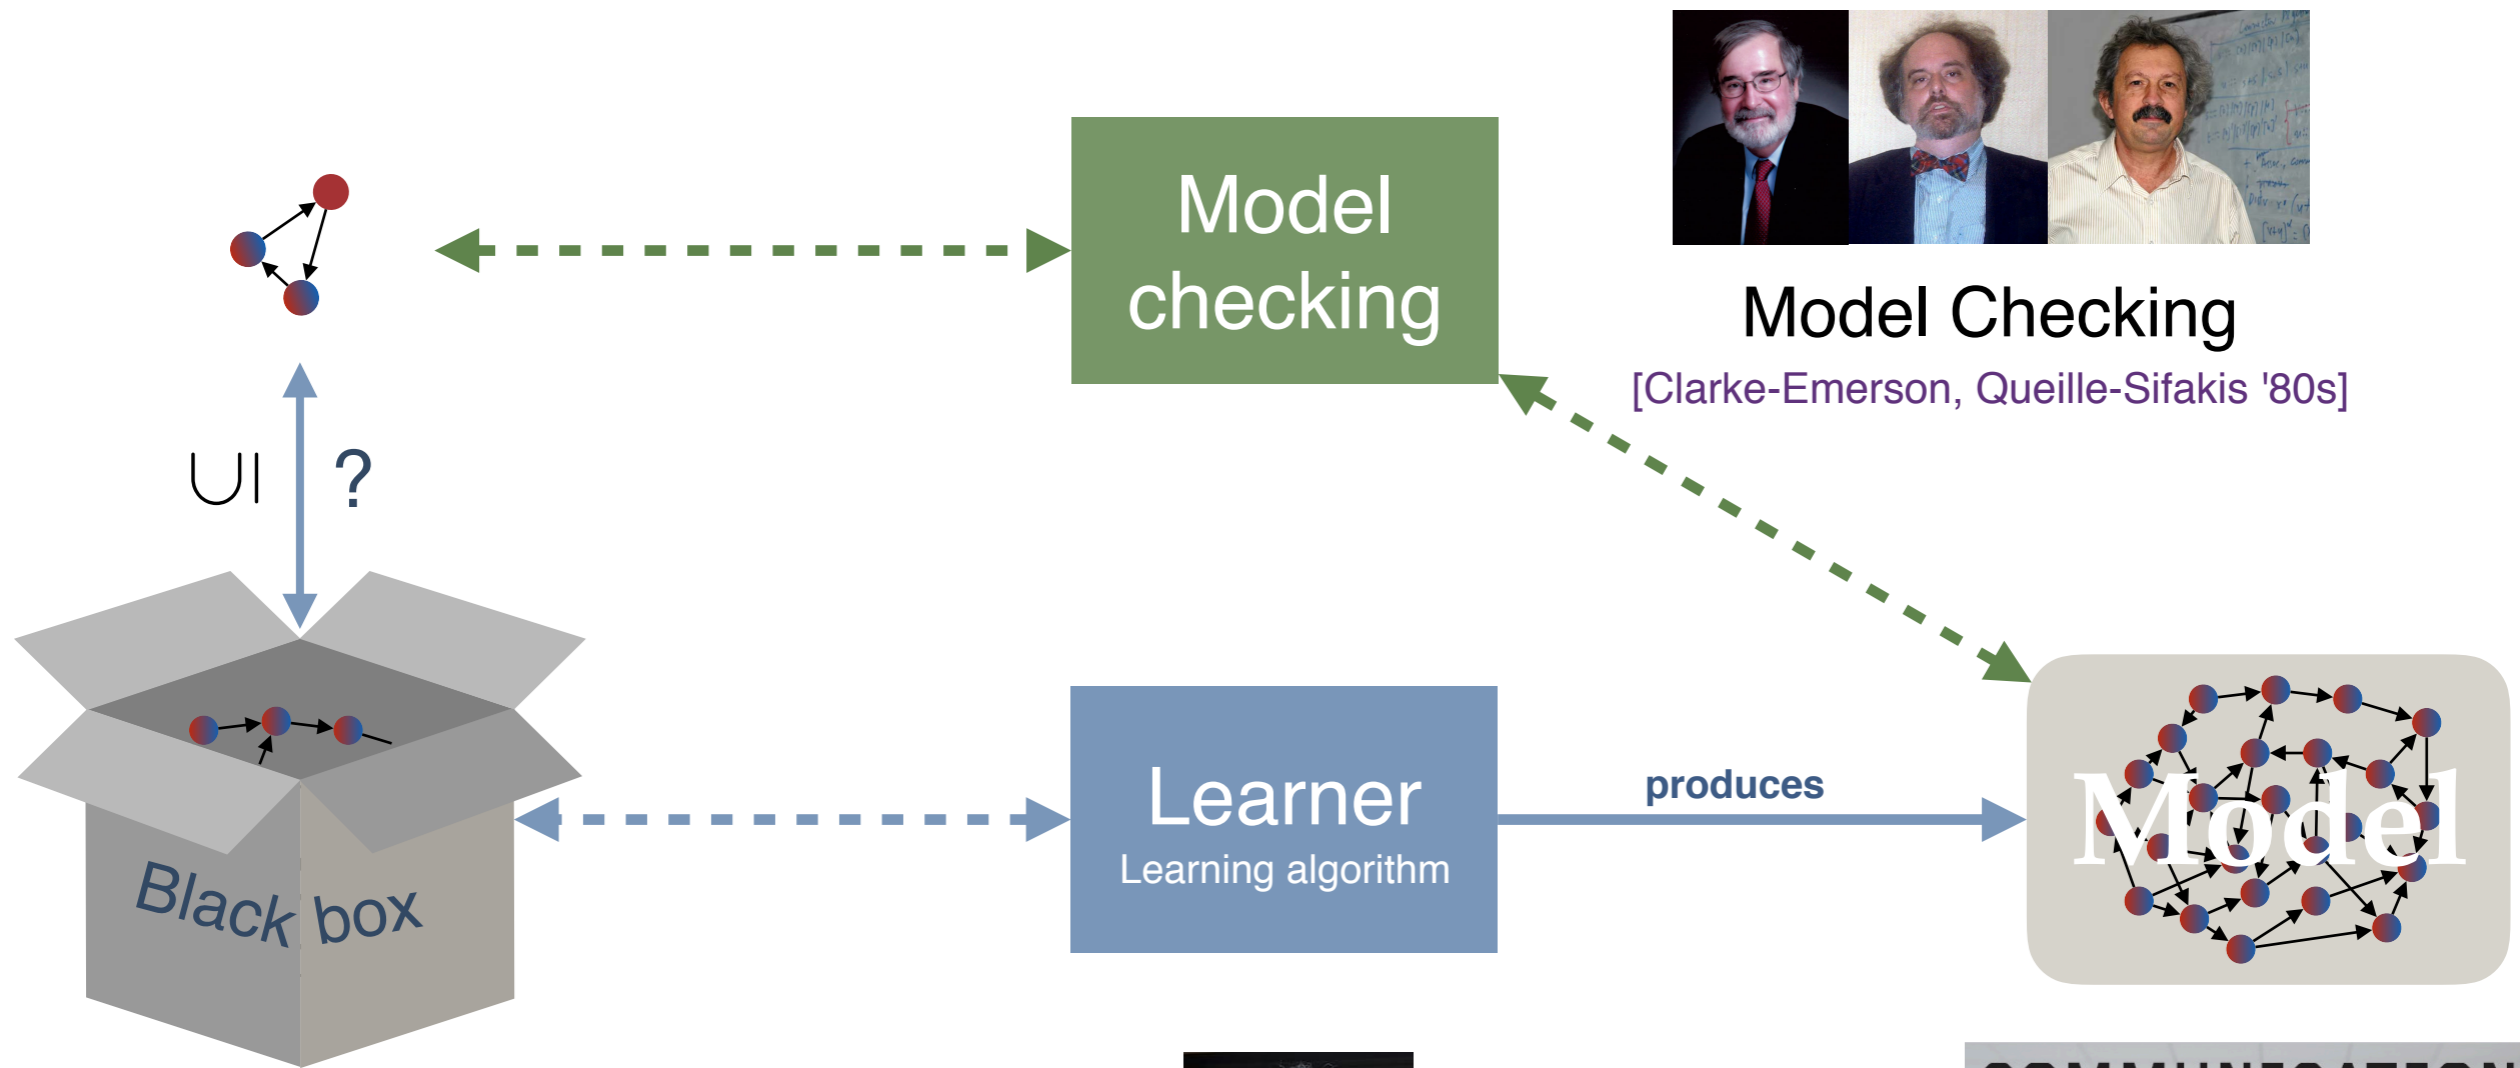 Model
checking
Model Checking
[Clarke-Emerson, Queille-Sifakis '80s]
⊆ ?
produces
Model
Learner
Learning algorithm
Black box